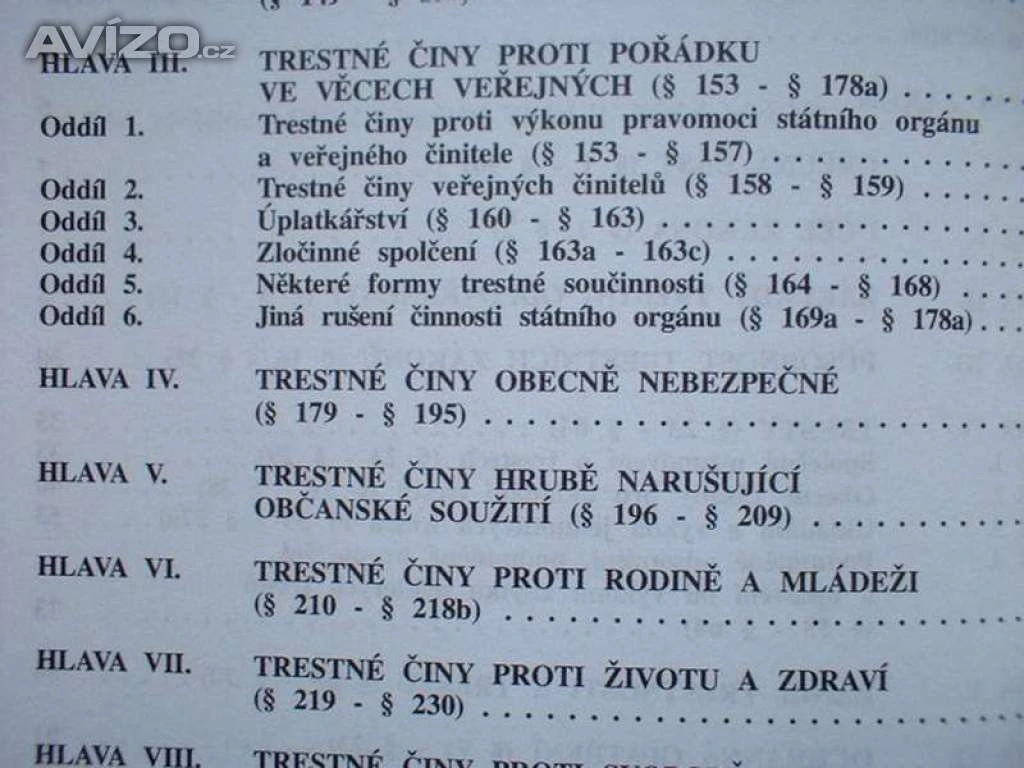 AVÍZO.cz
HLAVA III. TRESTNÉ ČINY PROTI POŘÁDKU
VE VĚCECH VEŘEJNÝCH (§ 153 - § 178a) . . . . . . .
Oddíl 1. Trestné činy proti výkonu pravomoci státního orgánu
a veřejného činitele (§ 153 - § 157) . . . . . . . . . . . . . . .
Oddíl 2. Trestné činy veřejných činitelů (§ 158 - § 159) . . . . . .
Oddíl 3. Úplatkářství (§ 160 - § 163) . . . . . . . . . . . . . . . . . . . . .
Oddíl 4. Zločinné spolčení (§ 163a - 163c) . . . . . . . . . . . . . . . . .
Oddíl 5. Některé formy trestné součinnosti (§ 164 - § 168) . . . .
Oddíl 6. Jiná rušení činnosti státního orgánu (§ 169a - § 178a) . . .
HLAVA IV. TRESTNÉ ČINY OBECNĚ NEBEZPEČNÉ
(§ 179 - § 195) . . . . . . . . . . . . . . . . . . . . . . . . . . . . . .
HLAVA V. TRESTNÉ ČINY HRUBĚ NARUŠUJÍCÍ
OBČANSKÉ SOUŽITÍ (§ 196 - § 209) . . . . . . . . . . . .
HLAVA VI. TRESTNÉ ČINY PROTI RODINĚ A MLÁDEŽI
(§ 210 - § 218b) . . . . . . . . . . . . . . . . . . . . . . . . . . . . .
HLAVA VII. TRESTNÉ ČINY PROTI ŽIVOTU A ZDRAVÍ
(§ 219 - § 230) . . . . . . . . . . . . . . . . . . . . . . . . . . . . . .
HLAVA VIII. TRESTNÉ ČINY PROTI